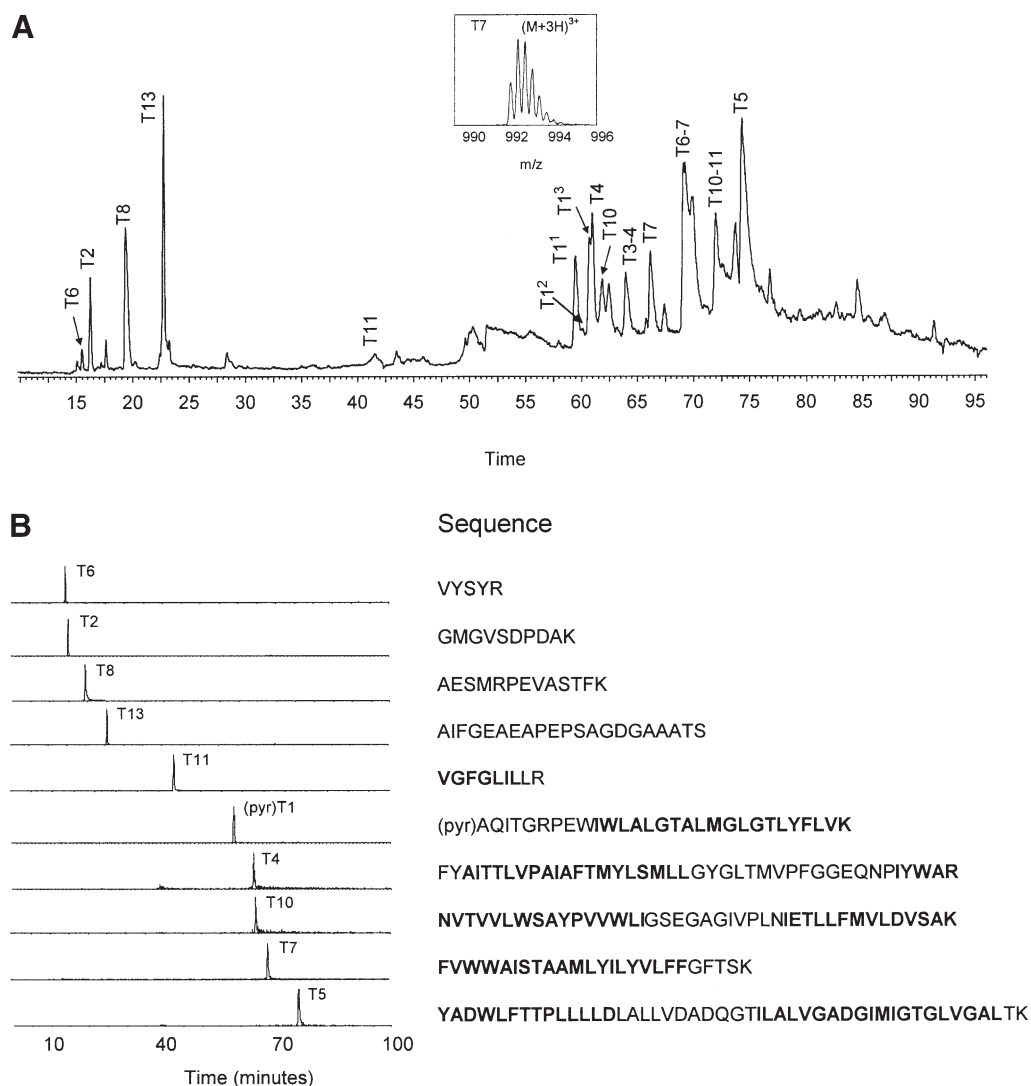 A
T7 (M+3H)³⁺
990 992 994 996
m/z
T6
T2
T8
T13
T11
T1²
T1¹
T1³
T4
T10
T3-4
T7
T6-7
T10-11
T5
15 20 25 30 35 40 45 50 55 60 65 70 75 80 85 90 95
Time
B
Sequence
T6 VYSYR
T2 GMGVSDPDAK
T8 AESMRPEVASTFK
T13 AIFGEAEAPEPSAGDGAAATS
T11 VGFGLILLR
(pyr)T1 (pyr)AQITGRPEWIWLALGTALMGLGTLYFLVK
T4 FYAITTLVPAIAFTMYLSMLLGYGLTMVPFGGEQNPIYWAR
T10 NVTVVLWSAYPVVWLIGSEGAGIVPLNIETLLFMVLDVSAK
T7 FVWWAISTAAMLYILYVLFFGFTSK
T5 YADWLFTTPLLLLDLALLVDADQGTILALVGADGIMIGTGLVGALTK
10 40 70 100
Time (minutes)